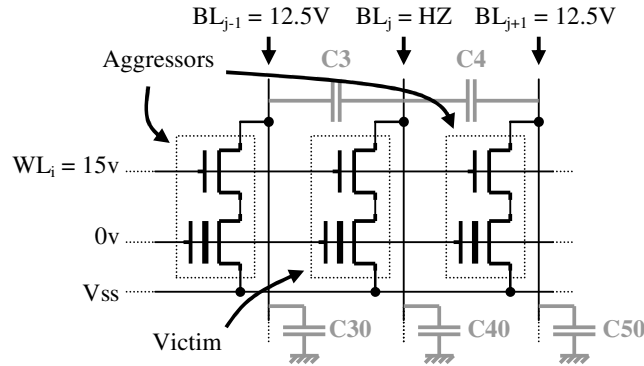 BLj-1 = 12.5V BLj = HZ BLj+1 = 12.5V
Aggressors C3 C4
WLi = 15v
0v
Vss
Victim C30 C40 C50